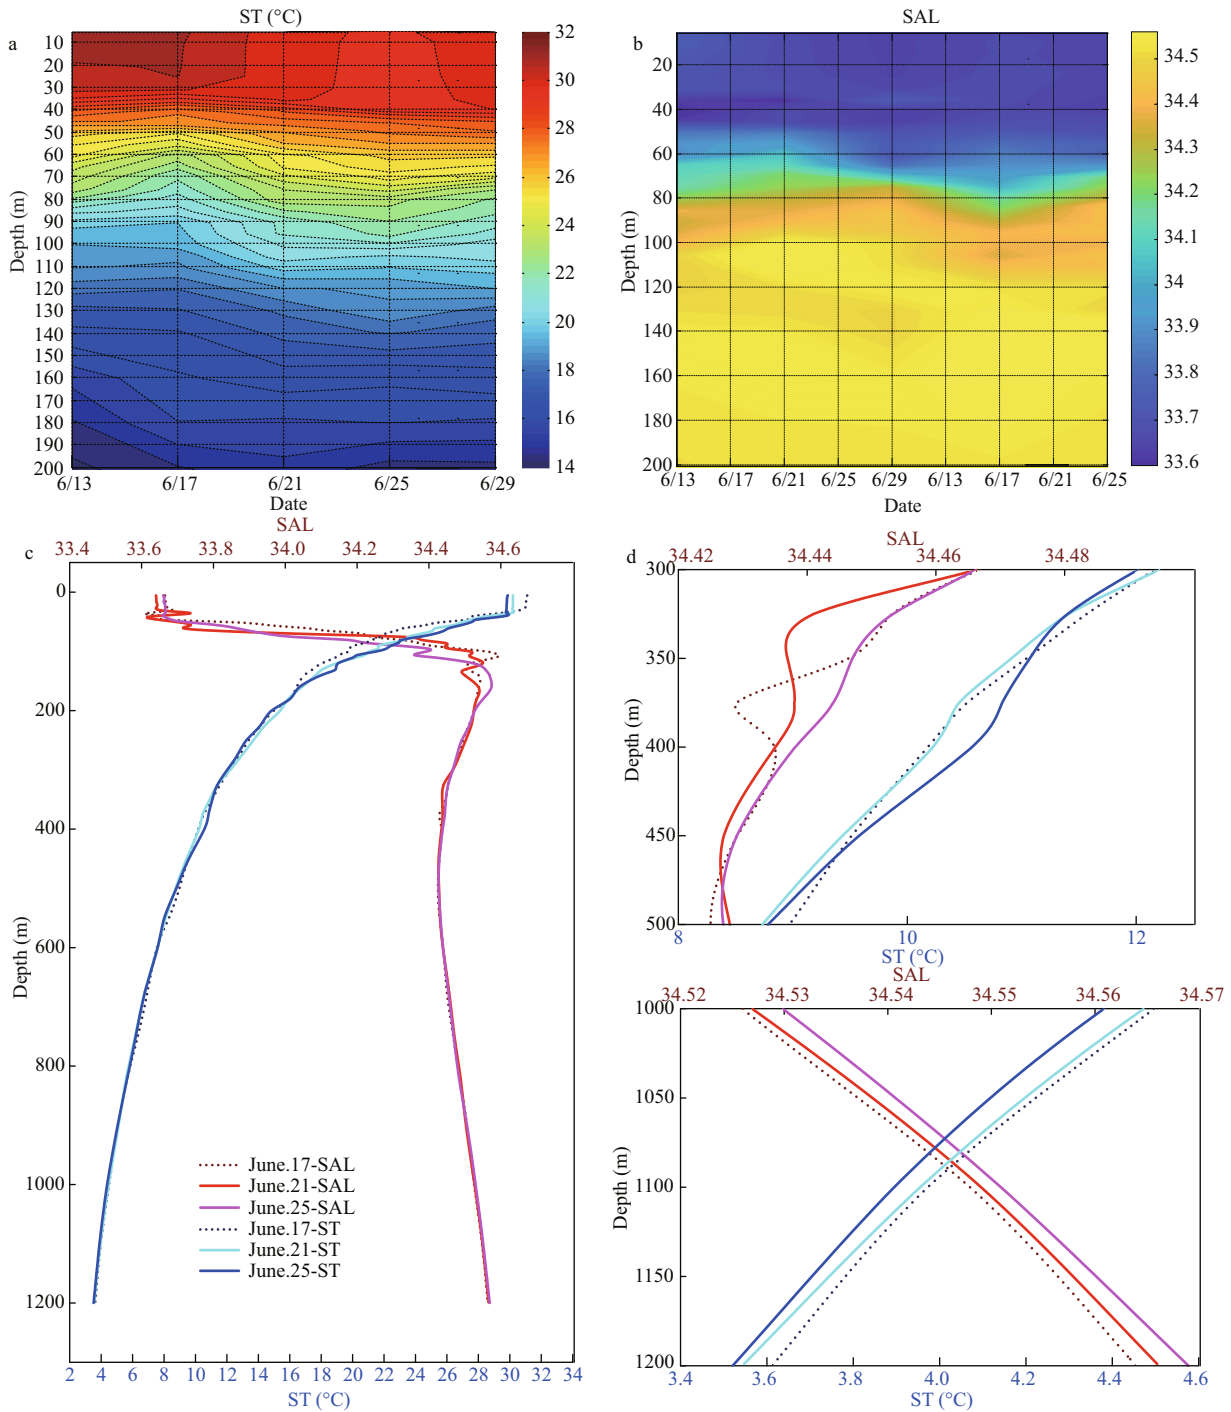 ST (°C)
a
10
20
30
40
50
60
70
80
90
100
110
120
130
140
150
160
170
180
190
200
Depth (m)
6/13 6/17 6/21 6/25 6/29
Date
32
30
28
26
24
22
20
18
16
14
SAL
b
20
40
60
80
100
120
140
160
180
200
Depth (m)
6/13 6/17 6/21 6/25 6/29 6/13 6/17 6/21 6/25
Date
34.5
34.4
34.3
34.2
34.1
34
33.9
33.8
33.7
33.6
SAL
33.4 33.6 33.8 34.0 34.2 34.4 34.6
c
0
200
400
600
800
1000
1200
Depth (m)
June.17-SAL
June.21-SAL
June.25-SAL
June.17-ST
June.21-ST
June.25-ST
2 4 6 8 10 12 14 16 18 20 22 24 26 28 30 32 34
ST (°C)
SAL
34.42 34.44 34.46 34.48
d
300
350
400
450
500
Depth (m)
8 10 12
ST (°C)
SAL
34.52 34.53 34.54 34.55 34.56 34.57
1000
1050
1100
1150
1200
Depth (m)
3.4 3.6 3.8 4.0 4.2 4.4 4.6
ST (°C)